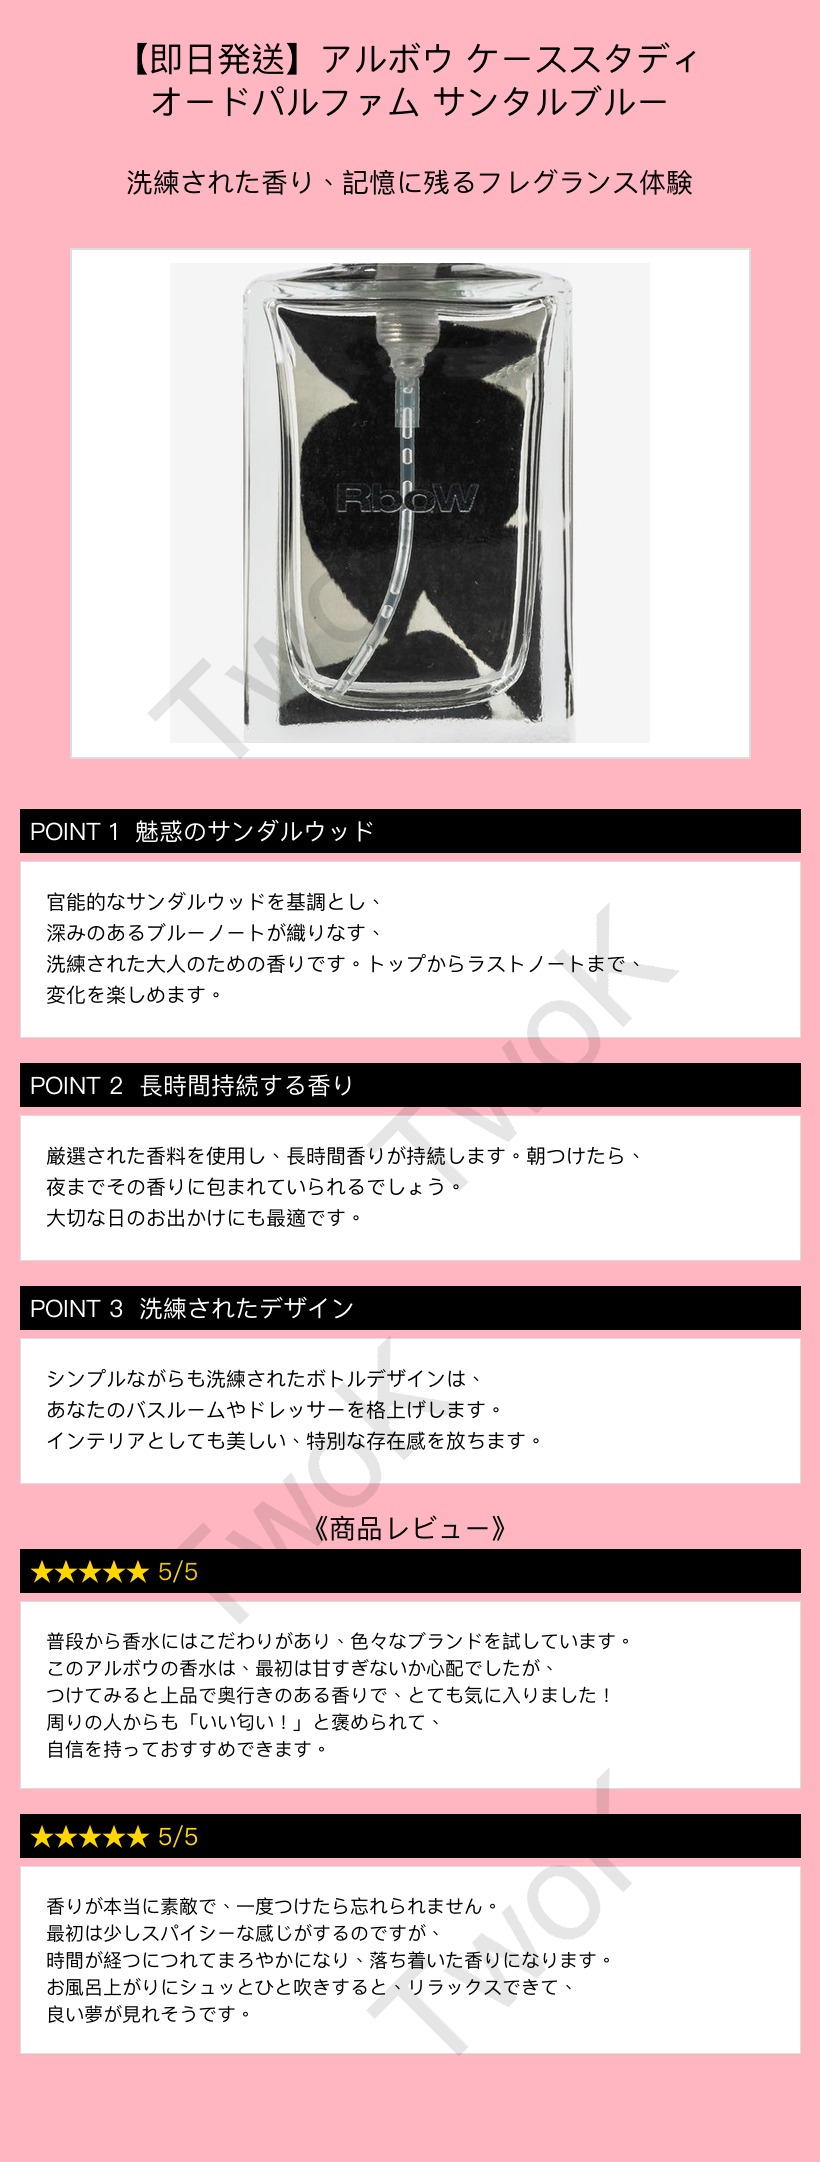 【即日発送】アルボウ ケーススタディ
オードパルファム サンタルブルー
洗練された香り、記憶に残るフレグランス体験
RboW
TwoK
POINT 1 魅惑のサンダルウッド
官能的なサンダルウッドを基調とし、
深みのあるブルーノートが織りなす、
洗練された大人のための香りです。トップからラストノートまで、
変化を楽しめます。
TwoK
POINT 2 長時間持続する香り
厳選された香料を使用し、長時間香りが持続します。朝つけたら、
夜までその香りに包まれていられるでしょう。
大切な日のお出かけにも最適です。
POINT 3 洗練されたデザイン
シンプルながらも洗練されたボトルデザインは、
あなたのバスルームやドレッサーを格上げします。
インテリアとしても美しい、特別な存在感を放ちます。
TwoK
《商品レビュー》
★★★★★ 5/5
普段から香水にはこだわりがあり、色々なブランドを試しています。
このアルボウの香水は、最初は甘すぎないか心配でしたが、
つけてみると上品で奥行きのある香りで、とても気に入りました！
周りの人からも「いい匂い！」と褒められて、
自信を持っておすすめできます。
★★★★★ 5/5
香りが本当に素敵で、一度つけたら忘れられません。
最初は少しスパイシーな感じがするのですが、
時間が経つにつれてまろやかになり、落ち着いた香りになります。
お風呂上がりにシュッとひと吹きすると、リラックスできて、
良い夢が見れそうです。
TwoK